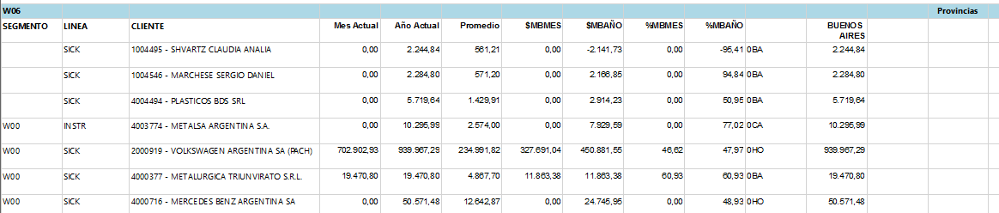 W06 Provincias
SEGMENTO LINEA CLIENTE Mes Actual Año Actual Promedio $MBMES $MBAÑO %MBMES %MBAÑO BUENOS AIRES
SICK 1004495 - SHVARTZ CLAUDIA ANALIA 0,00 2.244,84 561,21 0,00 -2.141,73 0,00 -95,41 0BA 2.244,84
SICK 1004546 - MARCHESE SERGIO DANIEL 0,00 2.284,80 571,20 0,00 2.166,85 0,00 94,84 0BA 2.284,80
SICK 4004494 - PLASTICOS BDS SRL 0,00 5.719,64 1.429,91 0,00 2.914,23 0,00 50,95 0BA 5.719,64
W00 INSTR 4003774 - METALSA ARGENTINA S.A. 0,00 10.295,99 2.574,00 0,00 7.929,59 0,00 77,02 0CA 10.295,99
W00 SICK 2000919 - VOLKSWAGEN ARGENTINA SA (PACH) 702.902,93 939.967,29 234.991,82 327.691,04 450.881,55 46,62 47,97 0HO 939.967,29
W00 SICK 4000377 - METALURGICA TRIUNVIRATO S.R.L. 19.470,80 19.470,80 4.867,70 11.863,38 11.863,38 60,93 60,93 0BA 19.470,80
W00 SICK 4000716 - MERCEDES BENZ ARGENTINA SA 0,00 50.571,48 12.642,87 0,00 24.745,95 0,00 48,93 0HO 50.571,48